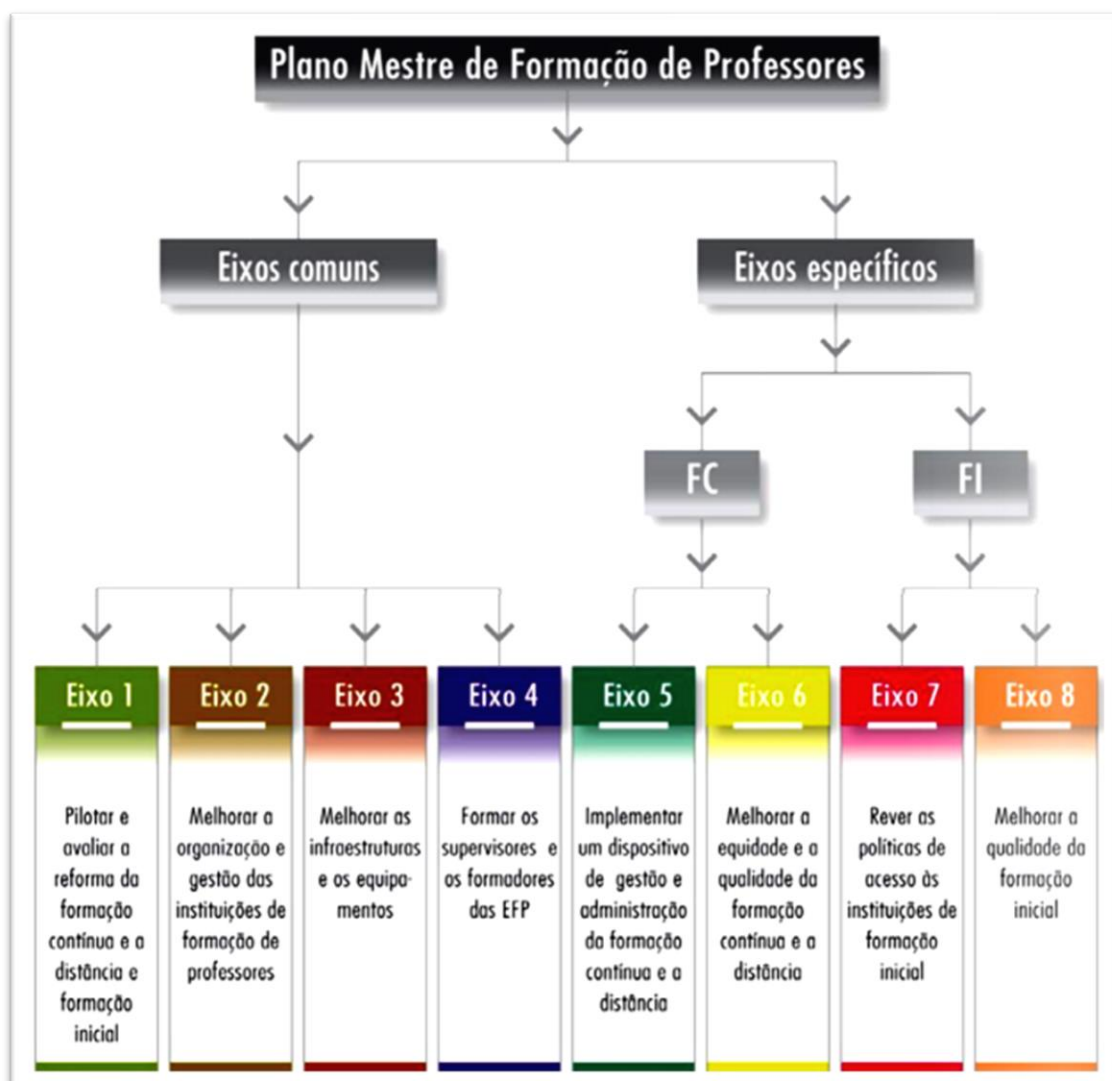 Plano Mestre de Formação de Professores
Eixos comuns
Eixos específicos
FC
FI
Eixo 1
Pilotar e
avaliar a
reforma da
formação
contínua e a
distância e
formação
inicial
Eixo 2
Melhorar a
organização e
gestão das
instituições de
formação de
professores
Eixo 3
Melhorar as
infraestruturas
e os equipa-
mentos
Eixo 4
Formar os
supervisores e
os formadores
das EFP
Eixo 5
Implementar
um dispositivo
de gestão e
administração
da formação
contínua e a
distância
Eixo 6
Melhorar a
equidade e a
qualidade da
formação
contínua e a
distância
Eixo 7
Rever as
políticas de
acesso às
instituições de
formação
inicial
Eixo 8
Melhorar a
qualidade da
formação
inicial